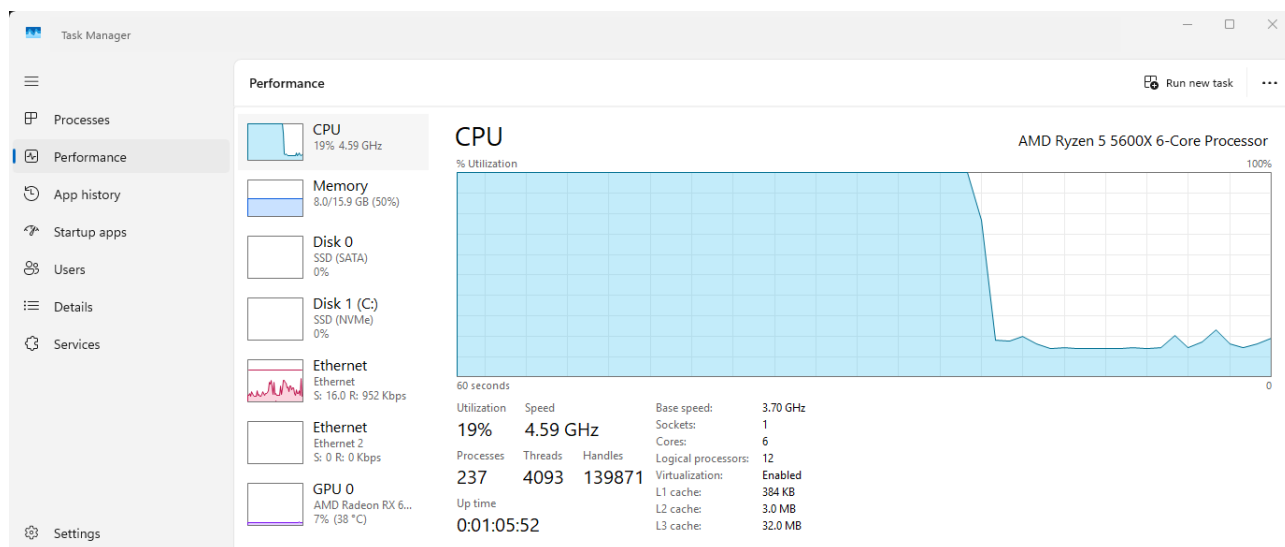 Task Manager
Performance
Run new task
Processes
Performance
App history
Startup apps
Users
Details
Services
Settings
CPU
19% 4.59 GHz
Memory
8.0/15.9 GB (50%)
Disk 0
SSD (SATA)
0%
Disk 1 (C:)
SSD (NVMe)
0%
Ethernet
Ethernet
S: 16.0 R: 952 Kbps
Ethernet
Ethernet 2
S: 0 R: 0 Kbps
GPU 0
AMD Radeon RX 6...
7% (38 °C)
CPU
AMD Ryzen 5 5600X 6-Core Processor
% Utilization
100%
60 seconds
0
Utilization Speed
19% 4.59 GHz
Processes Threads Handles
237 4093 139871
Up time
0:01:05:52
Base speed: 3.70 GHz
Sockets: 1
Cores: 6
Logical processors: 12
Virtualization: Enabled
L1 cache: 384 KB
L2 cache: 3.0 MB
L3 cache: 32.0 MB